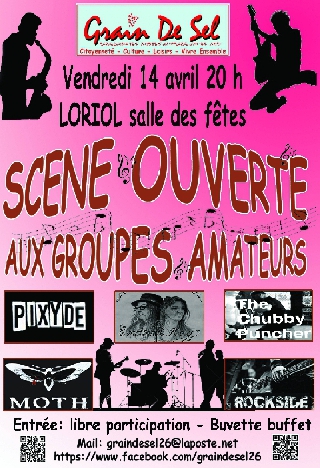 Grain De Sel
Citoyenneté - Culture - Loisirs - Vivre Ensemble
Vendredi 14 avril 20 h
LORIOL salle des fêtes
SCENE OUVERTE
AUX GROUPES AMATEURS
PIXYDE
The Chubby Puncher
MOTH
ROCKSIDE
Entrée: libre participation - Buvette buffet
Mail: graindesel26@laposte.net
https://www.facebook.com/graindesel26